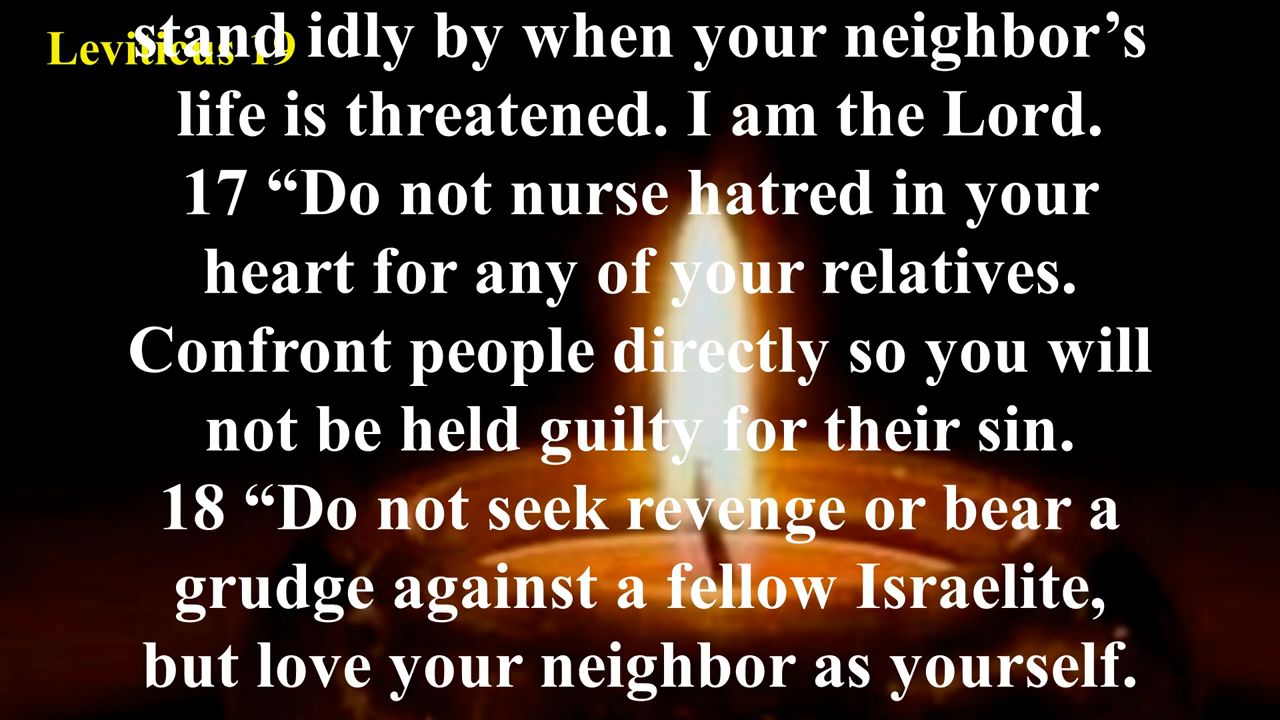 Leviticus 19
stand idly by when your neighbor’s
life is threatened. I am the Lord.
17 “Do not nurse hatred in your
heart for any of your relatives.
Confront people directly so you will
not be held guilty for their sin.
18 “Do not seek revenge or bear a
grudge against a fellow Israelite,
but love your neighbor as yourself.